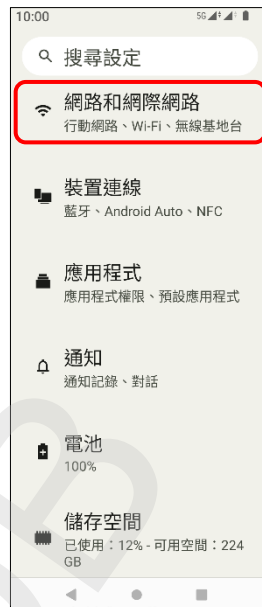 10:00 5G
搜尋設定
網路和網際網路
行動網路、Wi-Fi、無線基地台
裝置連線
藍牙、Android Auto、NFC
應用程式
應用程式權限、預設應用程式
通知
通知記錄、對話
電池
100%
儲存空間
已使用：12% - 可用空間：224
GB